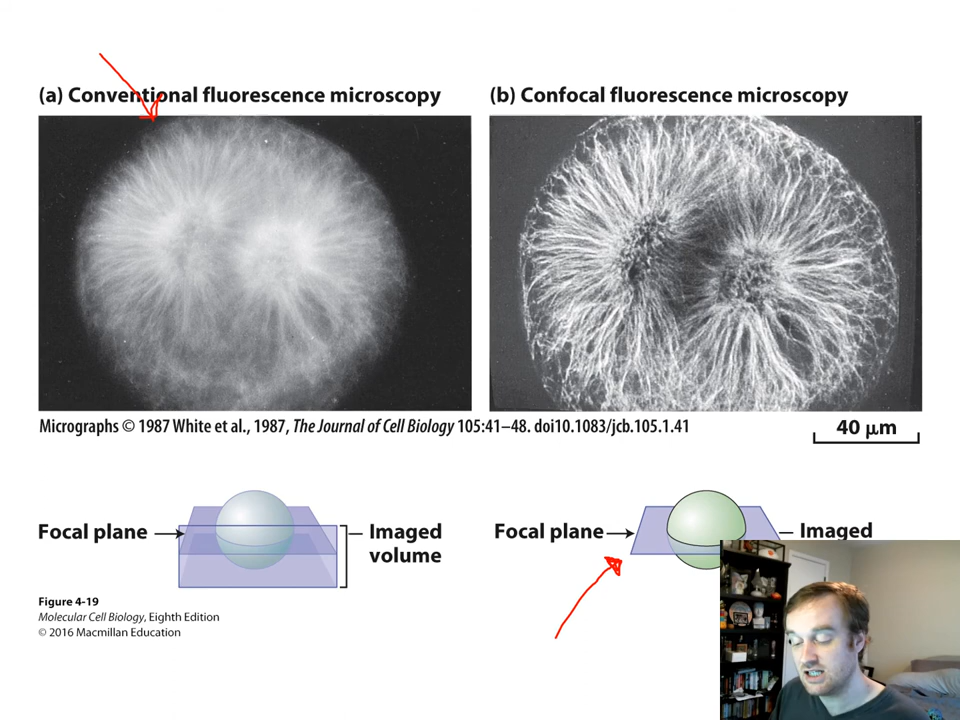 (a) Conventional fluorescence microscopy
(b) Confocal fluorescence microscopy
Micrographs © 1987 White et al., 1987, The Journal of Cell Biology 105:41–48. doi10.1083/jcb.105.1.41
40 µm
Focal plane
Imaged
volume
Focal plane
Imaged
Figure 4-19
Molecular Cell Biology, Eighth Edition
© 2016 Macmillan Education